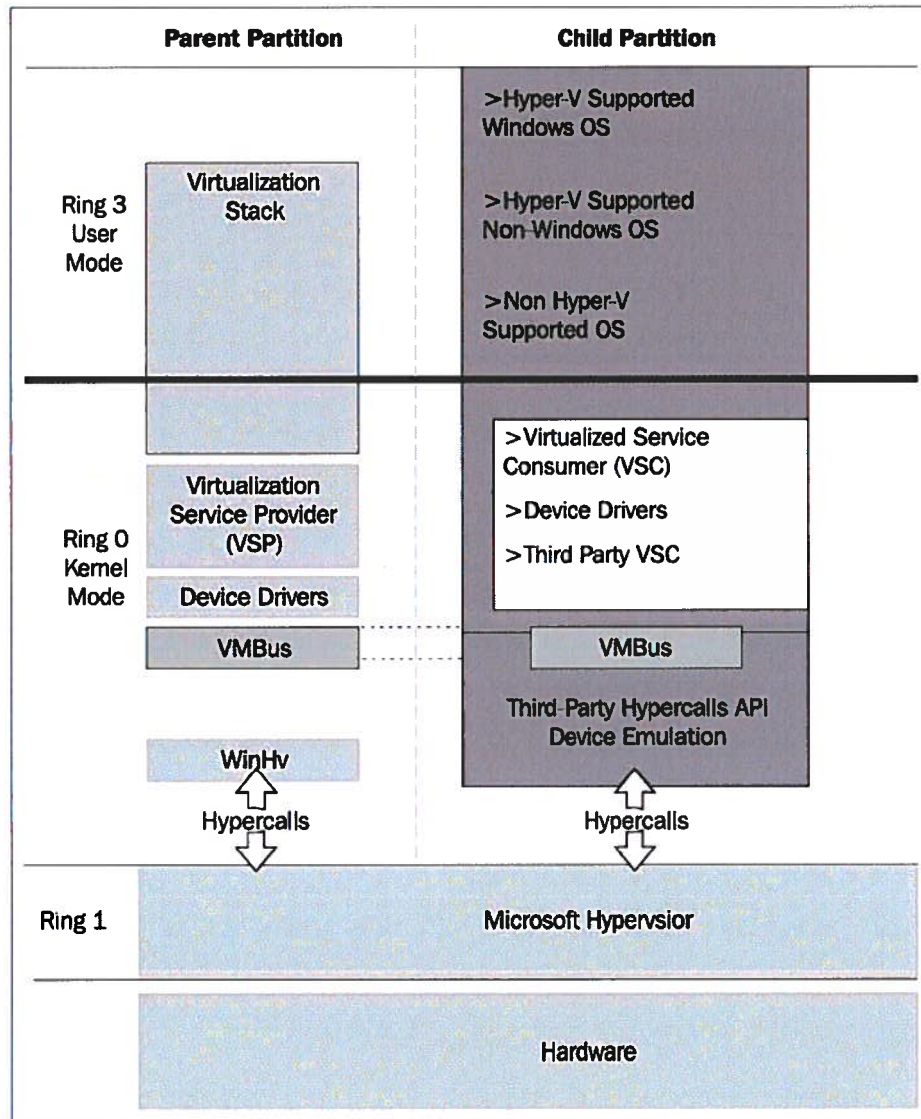 Parent Partition
Child Partition
Ring 3
User
Mode
Virtualization
Stack
>Hyper-V Supported
Windows OS
>Hyper-V Supported
Non-Windows OS
>Non Hyper-V
Supported OS
Ring 0
Kernel
Mode
Virtualization
Service Provider
(VSP)
Device Drivers
VMBus
WinHv
Hypercalls
>Virtualized Service
Consumer (VSC)
>Device Drivers
>Third Party VSC
VMBus
Third-Party Hypercalls API
Device Emulation
Hypercalls
Ring 1
Microsoft Hypervsior
Hardware